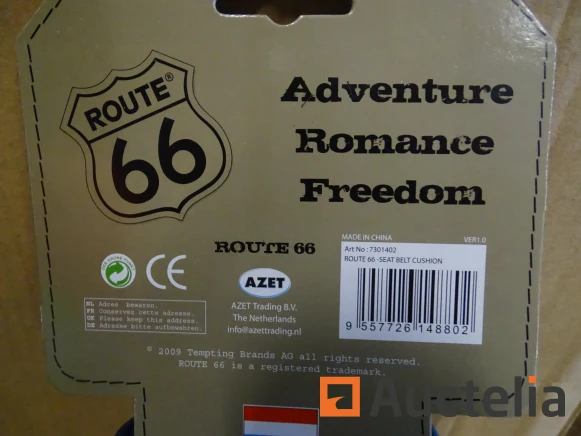 ROUTE®
66
Adventure
Romance
Freedom
ROUTE 66
CE
AZET
AZET Trading B.V.
The Netherlands
info@azettrading.nl
MADE IN CHINA VER1.0
Art No : 7301402
ROUTE 66 -SEAT BELT CUSHION
9 557726 148802
NL Adres bewaren.
FR Conservez cette adresse.
UK Please keep this address.
DE Adresse bitte aufbewahren.
© 2009 Tempting Brands AG all rights reserved.
ROUTE 66 is a registered trademark.
Auctelia
.com